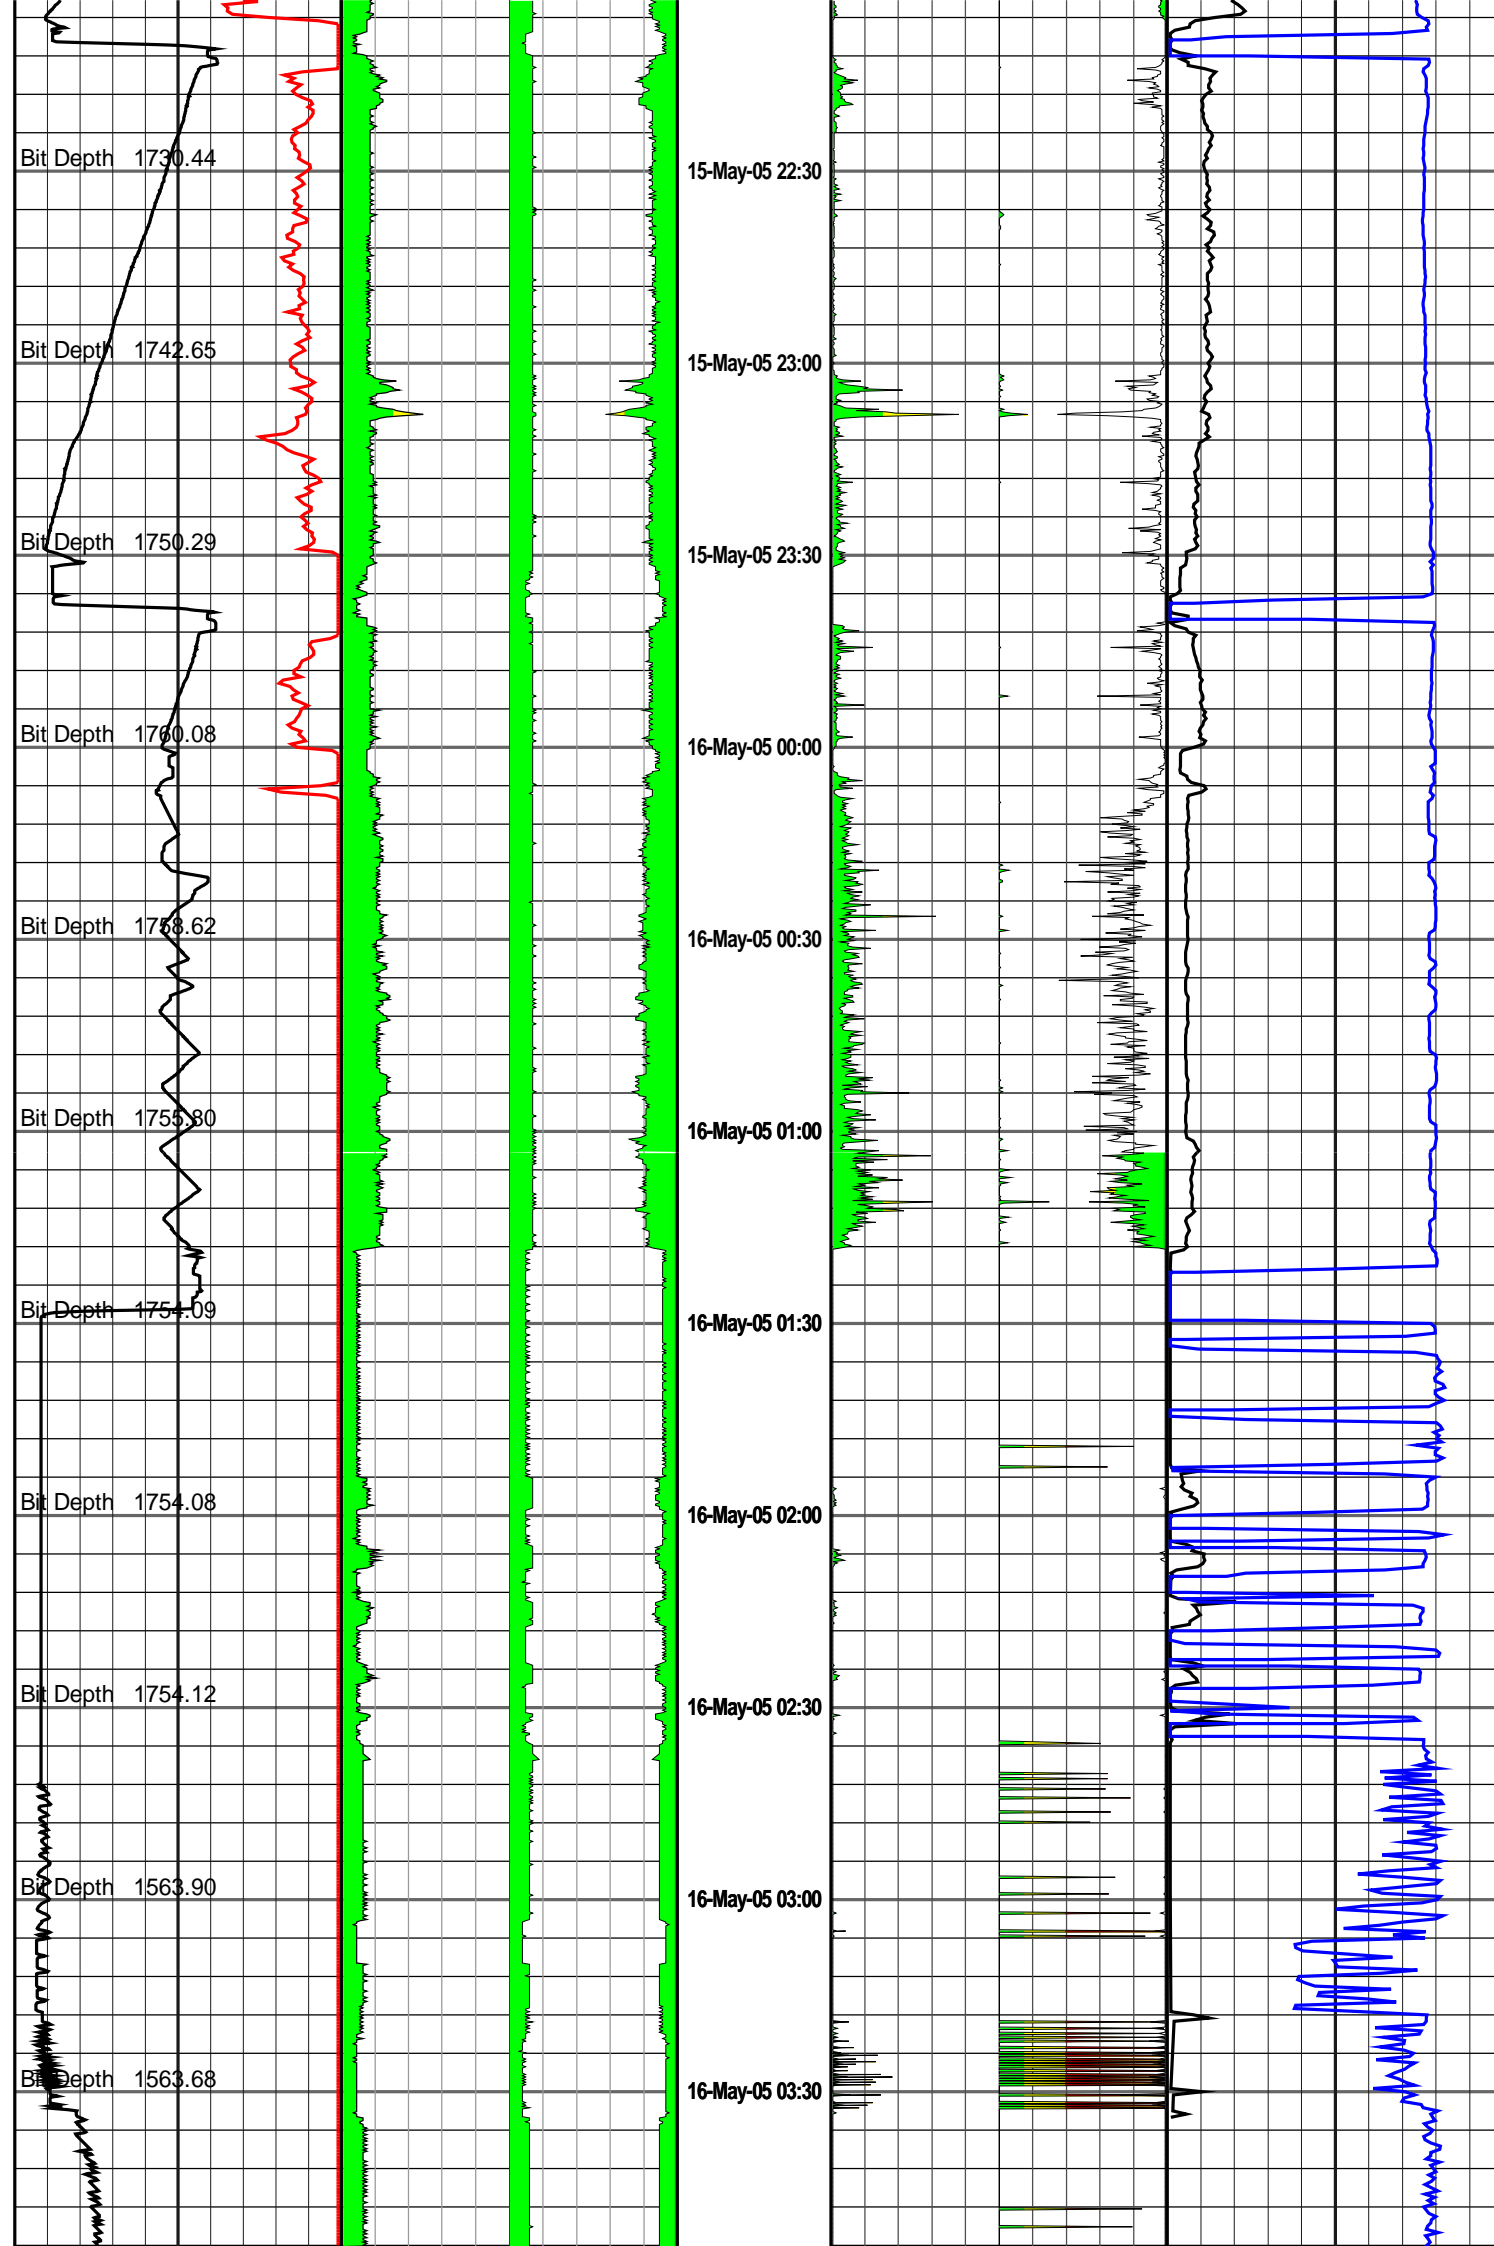 Bit Depth 1730.44
15-May-05 22:30
Bit Depth 1742.65
15-May-05 23:00
Bit Depth 1750.29
15-May-05 23:30
Bit Depth 1760.08
16-May-05 00:00
Bit Depth 1758.62
16-May-05 00:30
Bit Depth 1755.80
16-May-05 01:00
Bit Depth 1754.09
16-May-05 01:30
Bit Depth 1754.08
16-May-05 02:00
Bit Depth 1754.12
16-May-05 02:30
Bit Depth 1563.90
16-May-05 03:00
Bit Depth 1563.68
16-May-05 03:30